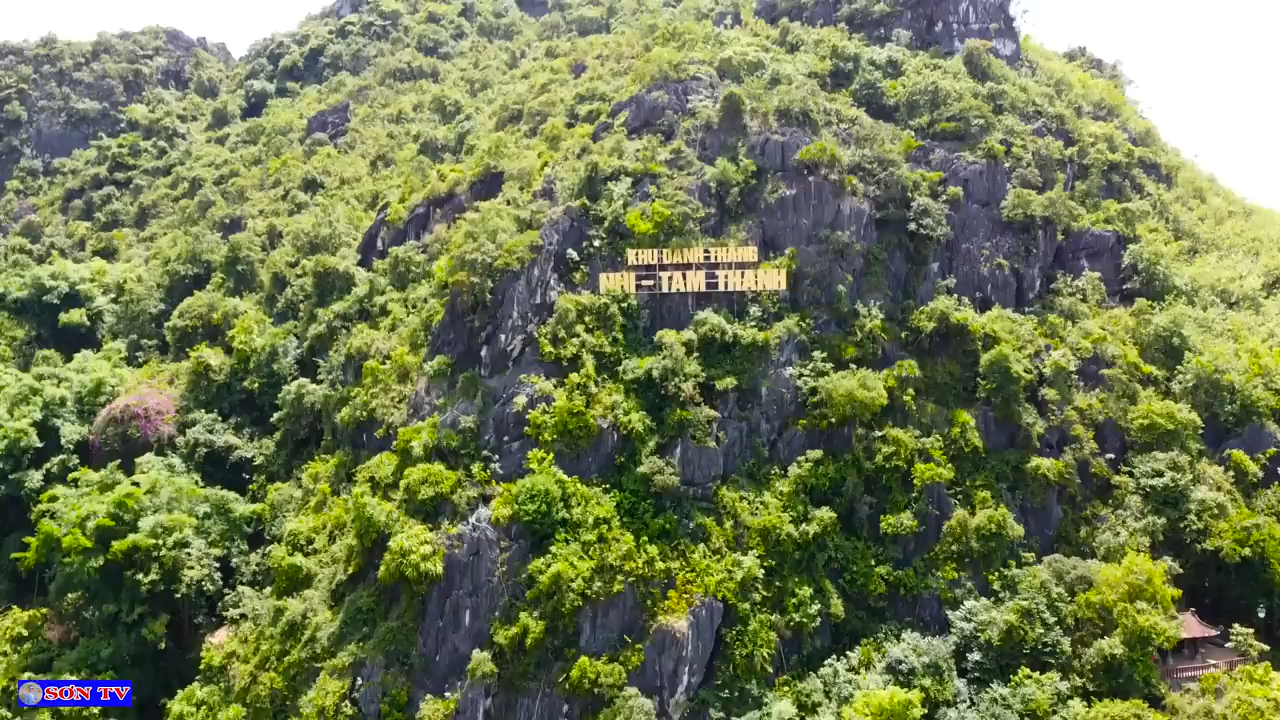 KHU DANH THẮNG
NHỊ - TAM THANH
SƠN TV